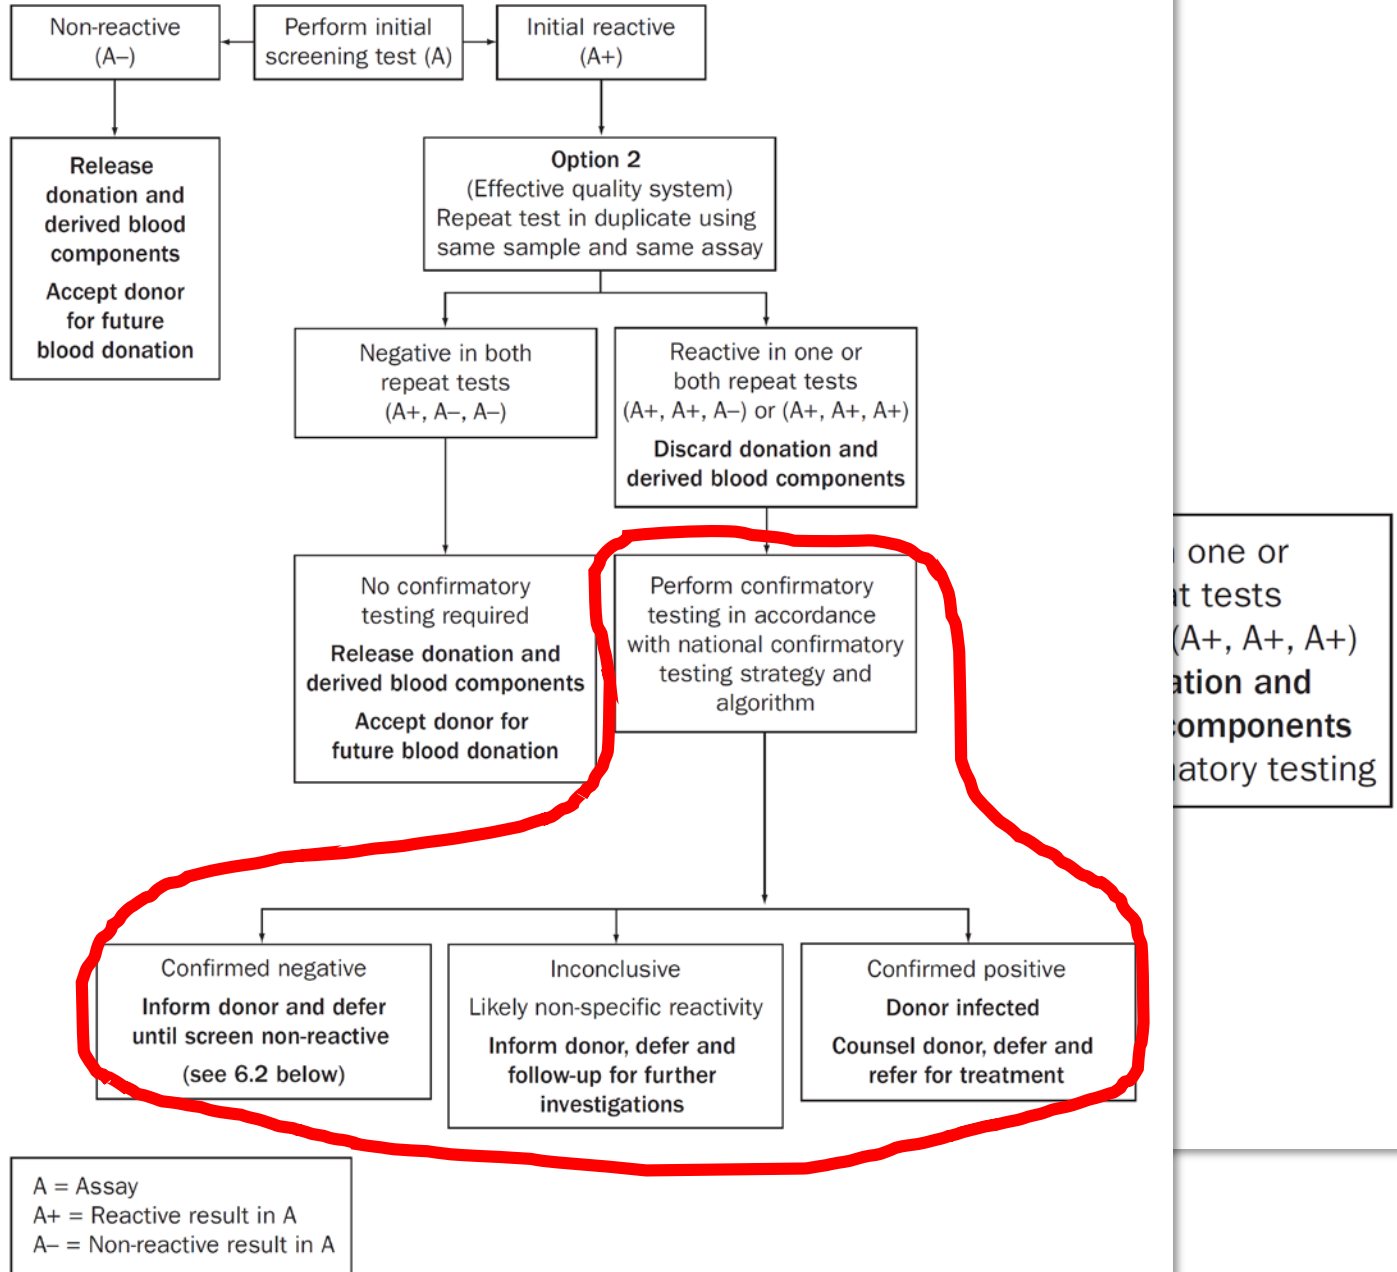 Non-reactive
(A–)
Perform initial
screening test (A)
Initial reactive
(A+)
Release
donation and
derived blood
components
Accept donor
for future
blood donation
Option 2
(Effective quality system)
Repeat test in duplicate using
same sample and same assay
Negative in both
repeat tests
(A+, A–, A–)
Reactive in one or
both repeat tests
(A+, A+, A–) or (A+, A+, A+)
Discard donation and
derived blood components
No confirmatory
testing required
Release donation and
derived blood components
Accept donor for
future blood donation
Perform confirmatory
testing in accordance
with national confirmatory
testing strategy and
algorithm
one or
tests
(A+, A+, A+)
and
testing
Confirmed negative
Inform donor and defer
until screen non-reactive
(see 6.2 below)
Inconclusive
Likely non-specific reactivity
Inform donor, defer and
follow-up for further
investigations
Confirmed positive
Donor infected
Counsel donor, defer and
refer for treatment
A = Assay
A+ = Reactive result in A
A– = Non-reactive result in A